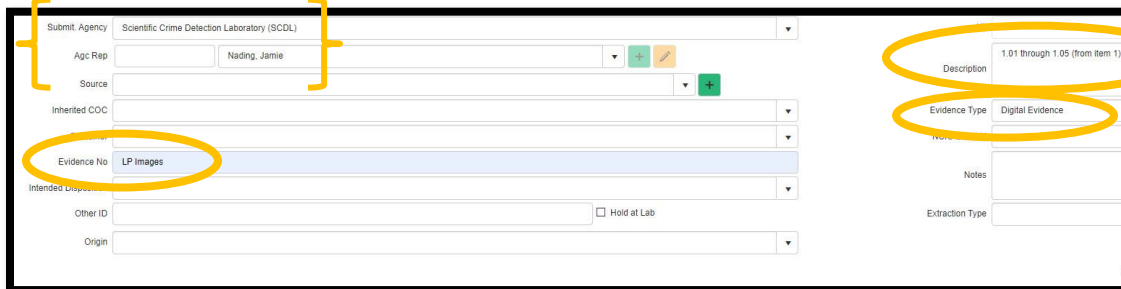 Submit. Agency Scientific Crime Detection Laboratory (SCDL)
Agc Rep Nading, Jamie
Source
Inherited COC
Evidence No LP Images
Intended Disposition
Other ID Hold at Lab
Origin
Description 1.01 through 1.05 (from item 1)
Evidence Type Digital Evidence
Notes
Extraction Type